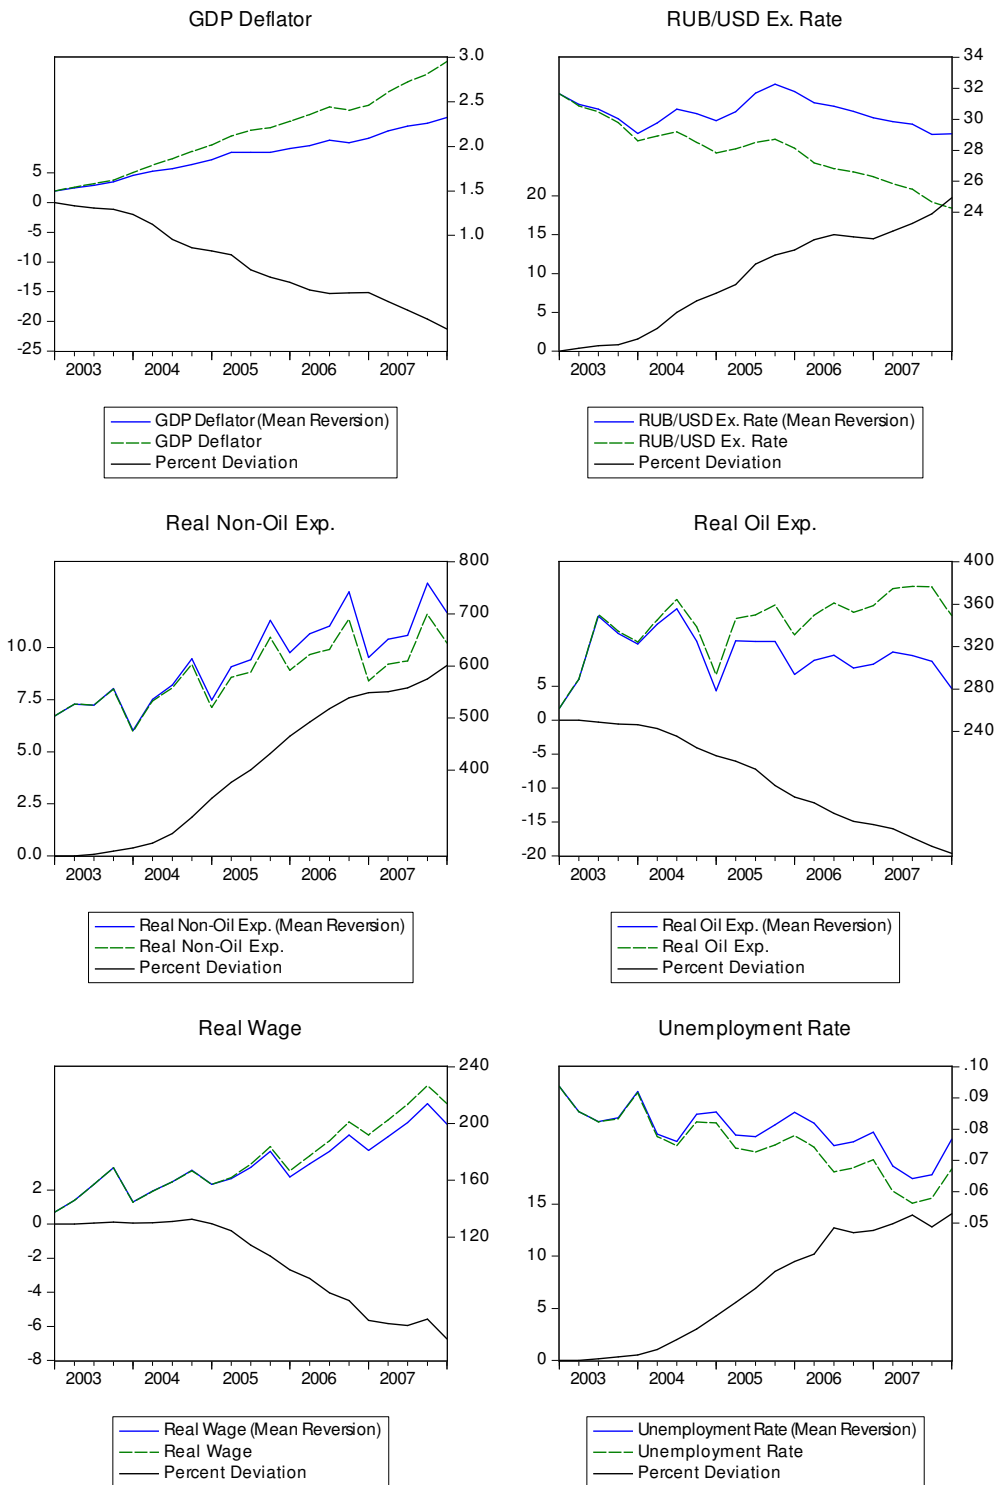 GDP Deflator
3.0
2.5
2.0
1.5
1.0
5
0
-5
-10
-15
-20
-25
2003 2004 2005 2006 2007
GDP Deflator (Mean Reversion)
GDP Deflator
Percent Deviation
RUB/USD Ex. Rate
34
32
30
28
26
24
20
15
10
5
0
2003 2004 2005 2006 2007
RUB/USD Ex. Rate (Mean Reversion)
RUB/USD Ex. Rate
Percent Deviation
Real Non-Oil Exp.
800
700
600
500
400
10.0
7.5
5.0
2.5
0.0
2003 2004 2005 2006 2007
Real Non-Oil Exp. (Mean Reversion)
Real Non-Oil Exp.
Percent Deviation
Real Oil Exp.
400
360
320
280
240
5
0
-5
-10
-15
-20
2003 2004 2005 2006 2007
Real Oil Exp. (Mean Reversion)
Real Oil Exp.
Percent Deviation
Real Wage
240
200
160
120
2
0
-2
-4
-6
-8
2003 2004 2005 2006 2007
Real Wage (Mean Reversion)
Real Wage
Percent Deviation
Unemployment Rate
.10
.09
.08
.07
.06
.05
15
10
5
0
2003 2004 2005 2006 2007
Unemployment Rate (Mean Reversion)
Unemployment Rate
Percent Deviation